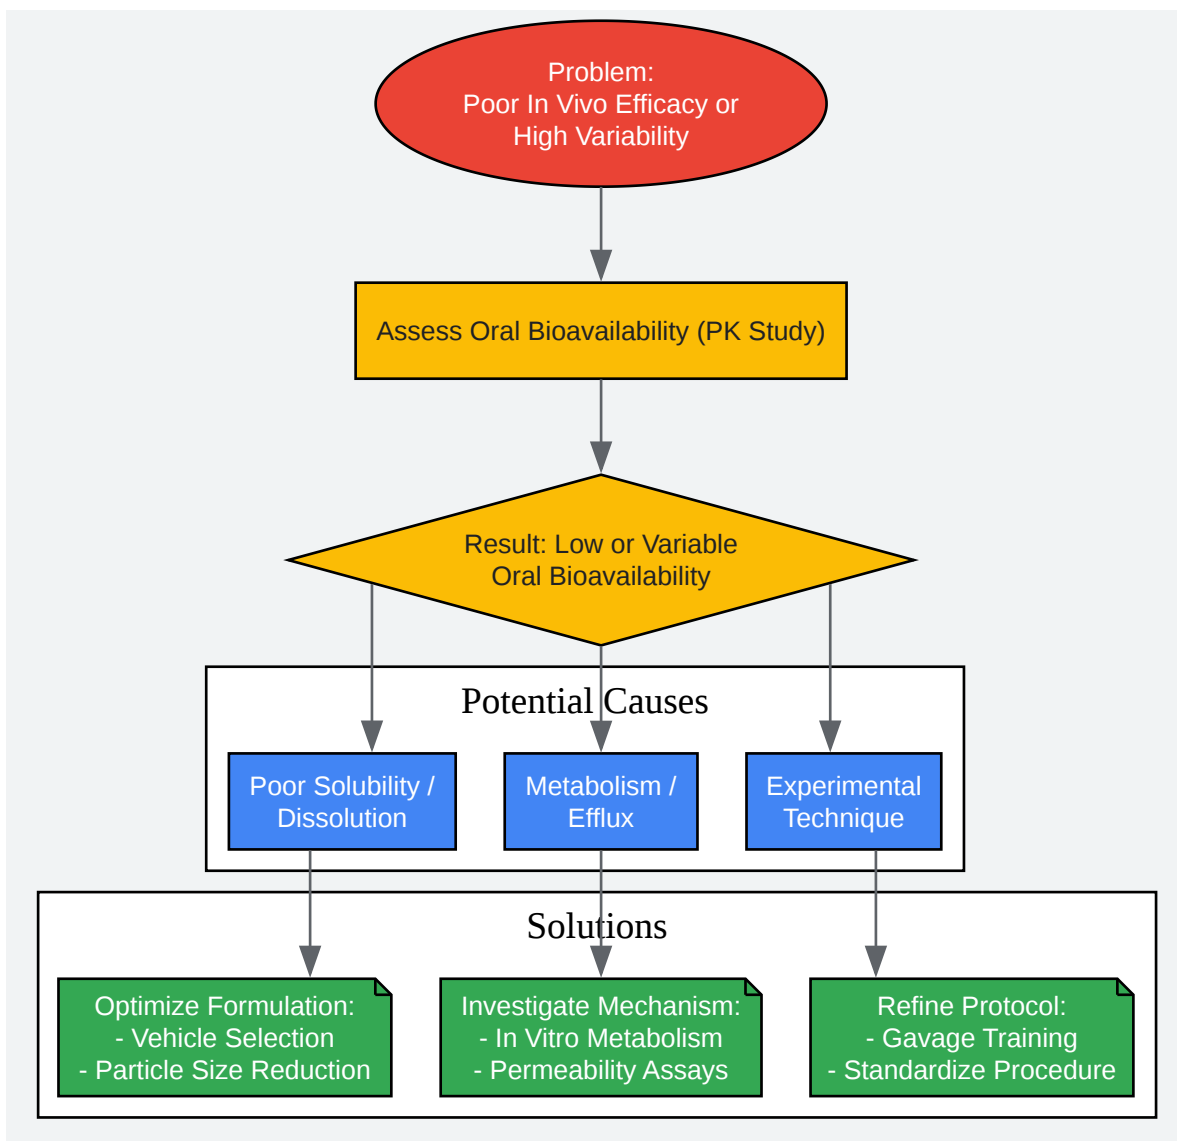 Problem:
Poor In Vivo Efficacy or
High Variability
Assess Oral Bioavailability (PK Study)
Result: Low or Variable
Oral Bioavailability
Potential Causes
Poor Solubility /
Dissolution
Metabolism /
Efflux
Experimental
Technique
Solutions
Optimize Formulation:
- Vehicle Selection
- Particle Size Reduction
Investigate Mechanism:
- In Vitro Metabolism
- Permeability Assays
Refine Protocol:
- Gavage Training
- Standardize Procedure